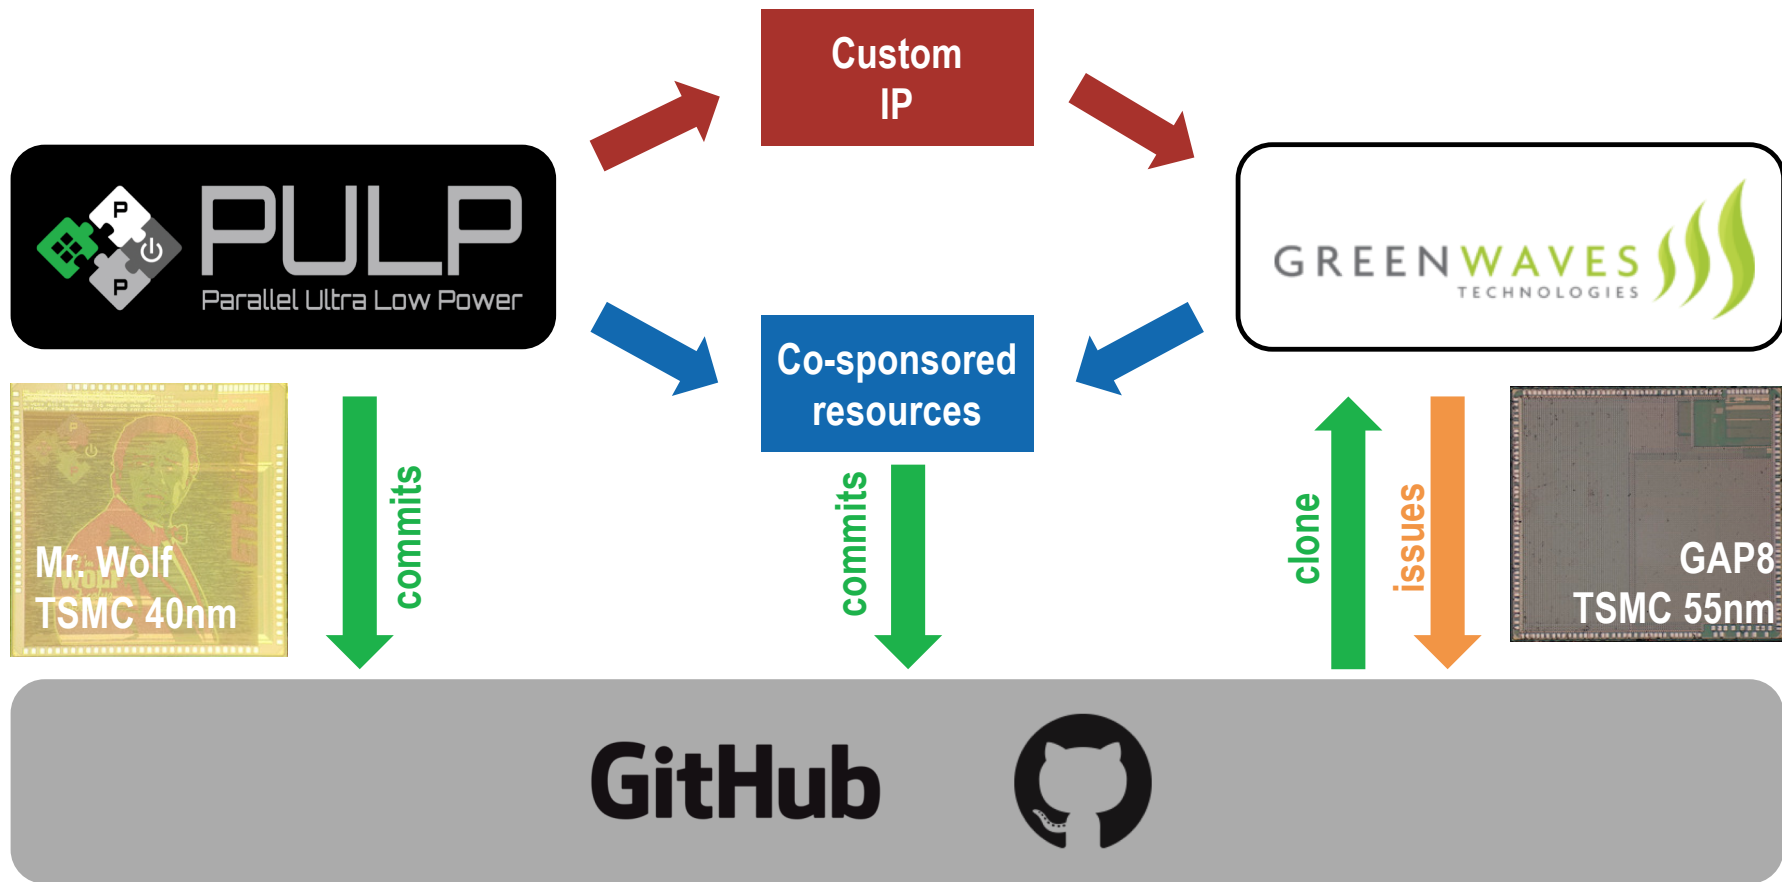 Custom
IP
P
P
PULP
Parallel Ultra Low Power
GREENWAVES
TECHNOLOGIES
Co-sponsored
resources
commits
commits
clone
issues
P
P
WOLF
Mr. Wolf
TSMC 40nm
GAP8
TSMC 55nm
GitHub